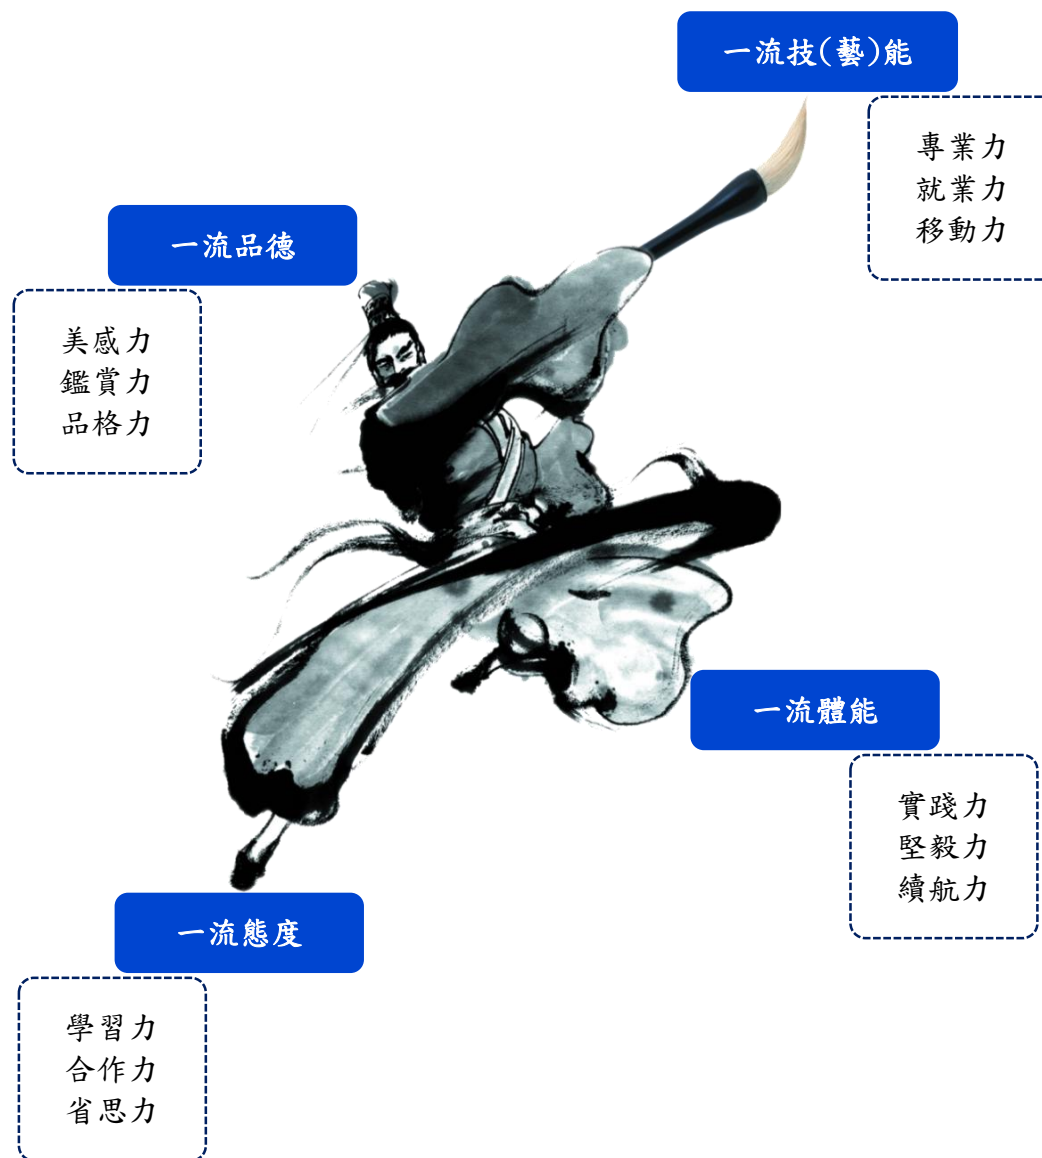 一流技(藝)能
專業力
就業力
移動力
一流品德
美感力
鑑賞力
品格力
一流體能
實踐力
堅毅力
續航力
一流態度
學習力
合作力
省思力